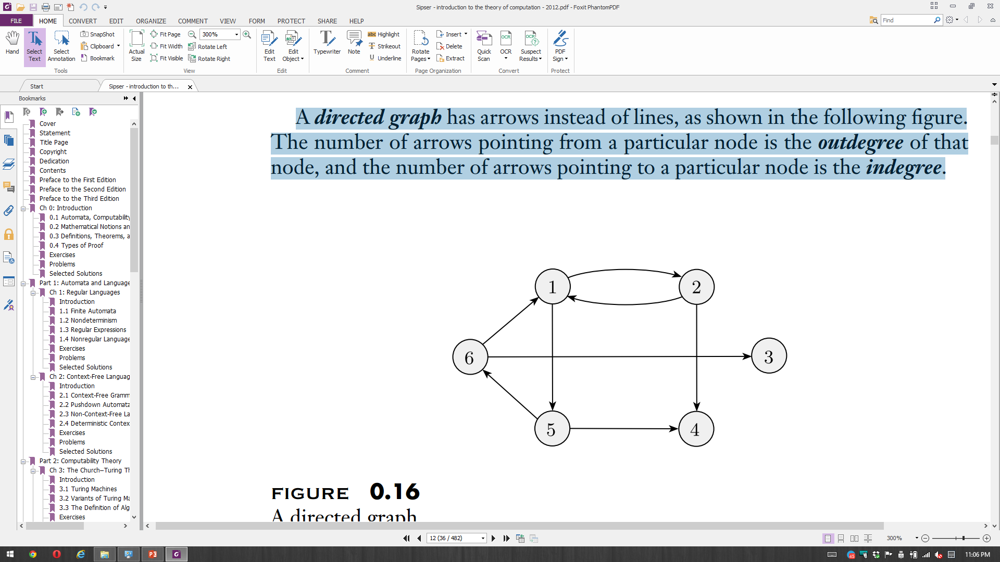 Sipser - introduction to the theory of computation - 2012.pdf - Foxit PhantomPDF
FILE HOME CONVERT EDIT ORGANIZE COMMENT VIEW FORM PROTECT SHARE HELP
Find
Hand
Select Text
Select Annotation
SnapShot
Clipboard
Bookmark
Tools
Actual Size
Fit Page
Fit Width
Fit Visible
300%
Rotate Left
Rotate Right
View
Edit Text
Edit Object
Edit
Typewriter
Note
Highlight
Strikeout
Underline
Comment
Rotate Pages
Insert
Delete
Extract
Page Organization
Quick Scan
OCR
Suspect Results
Convert
PDF Sign
Protect
Start
Sipser - introduction to th...
Bookmarks
Cover
Statement
Title Page
Copyright
Dedication
Contents
Preface to the First Edition
Preface to the Second Edition
Preface to the Third Edition
Ch 0: Introduction
0.1 Automata, Computability
0.2 Mathematical Notions an
0.3 Definitions, Theorems, a
0.4 Types of Proof
Exercises
Problems
Selected Solutions
Part 1: Automata and Language
Ch 1: Regular Languages
Introduction
1.1 Finite Automata
1.2 Nondeterminism
1.3 Regular Expressions
1.4 Nonregular Language
Exercises
Problems
Selected Solutions
Ch 2: Context-Free Languag
Introduction
2.1 Context-Free Gramm
2.2 Pushdown Automata
2.3 Non-Context-Free La
2.4 Deterministic Contex
Exercises
Problems
Selected Solutions
Part 2: Computability Theory
Ch 3: The Church–Turing Th
Introduction
3.1 Turing Machines
3.2 Variants of Turing Ma
3.3 The Definition of Alg
Exercises
A directed graph has arrows instead of lines, as shown in the following figure.
The number of arrows pointing from a particular node is the outdegree of that
node, and the number of arrows pointing to a particular node is the indegree.
1 2
6 3
5 4
FIGURE 0.16
A directed graph
12 (36 / 482)
300%
11:06 PM